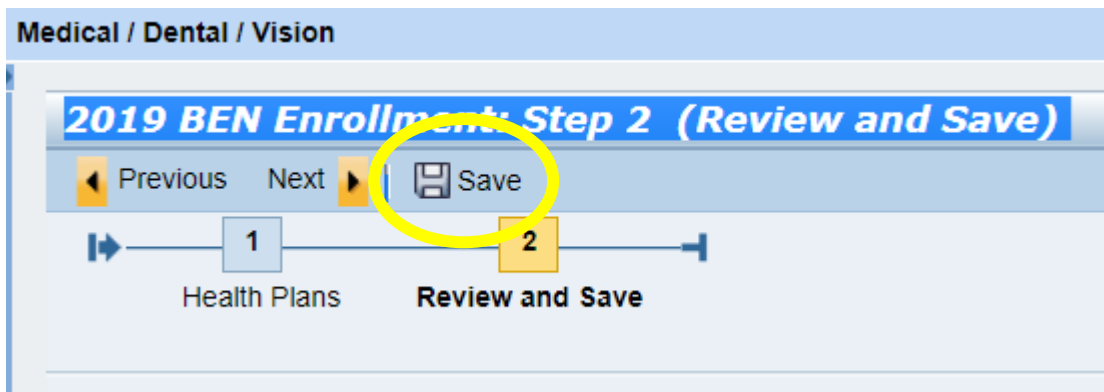 Medical / Dental / Vision
2019 BEN Enrollment: Step 2 (Review and Save)
Previous Next Save
1 2
Health Plans Review and Save